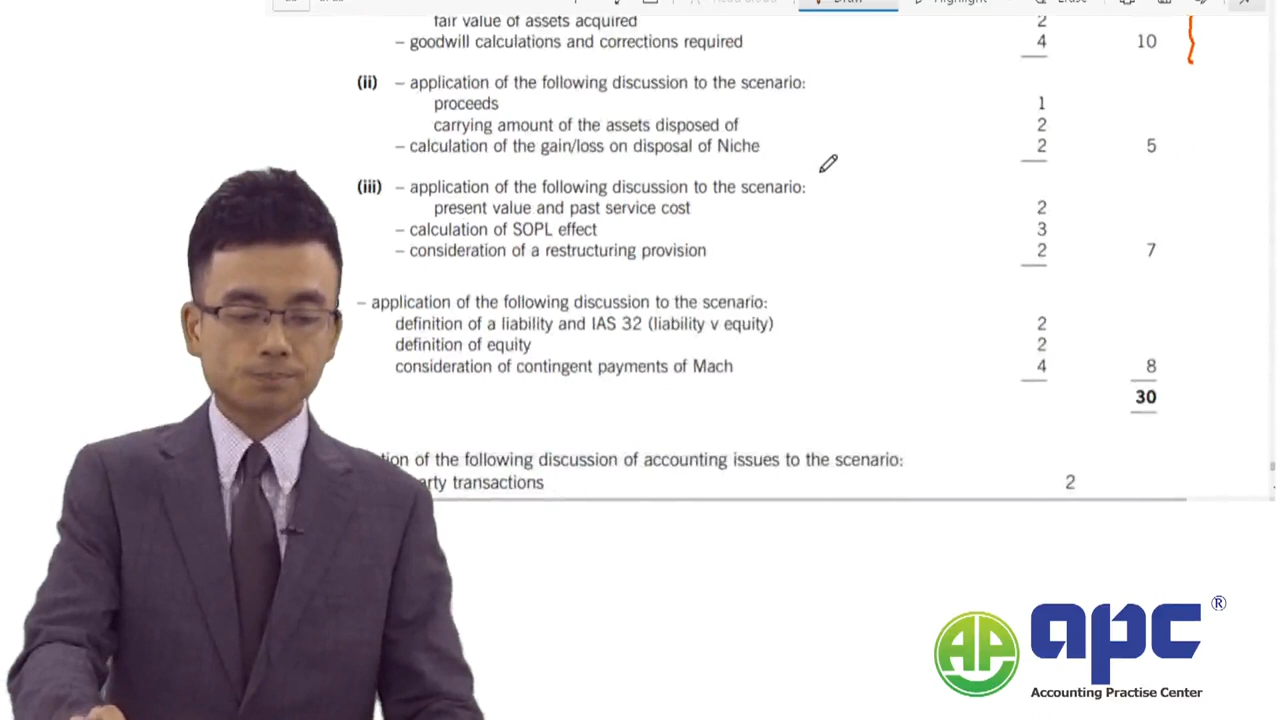 fair value of assets acquired 2
– goodwill calculations and corrections required 4 10
(ii) – application of the following discussion to the scenario:
proceeds 1
carrying amount of the assets disposed of 2
– calculation of the gain/loss on disposal of Niche 2 5
(iii) – application of the following discussion to the scenario:
present value and past service cost 2
– calculation of SOPL effect 3
– consideration of a restructuring provision 2 7
– application of the following discussion to the scenario:
definition of a liability and IAS 32 (liability v equity) 2
definition of equity 2
consideration of contingent payments of Mach 4 8
30
tion of the following discussion of accounting issues to the scenario:
arty transactions 2
AP
apc ®
Accounting Practise Center